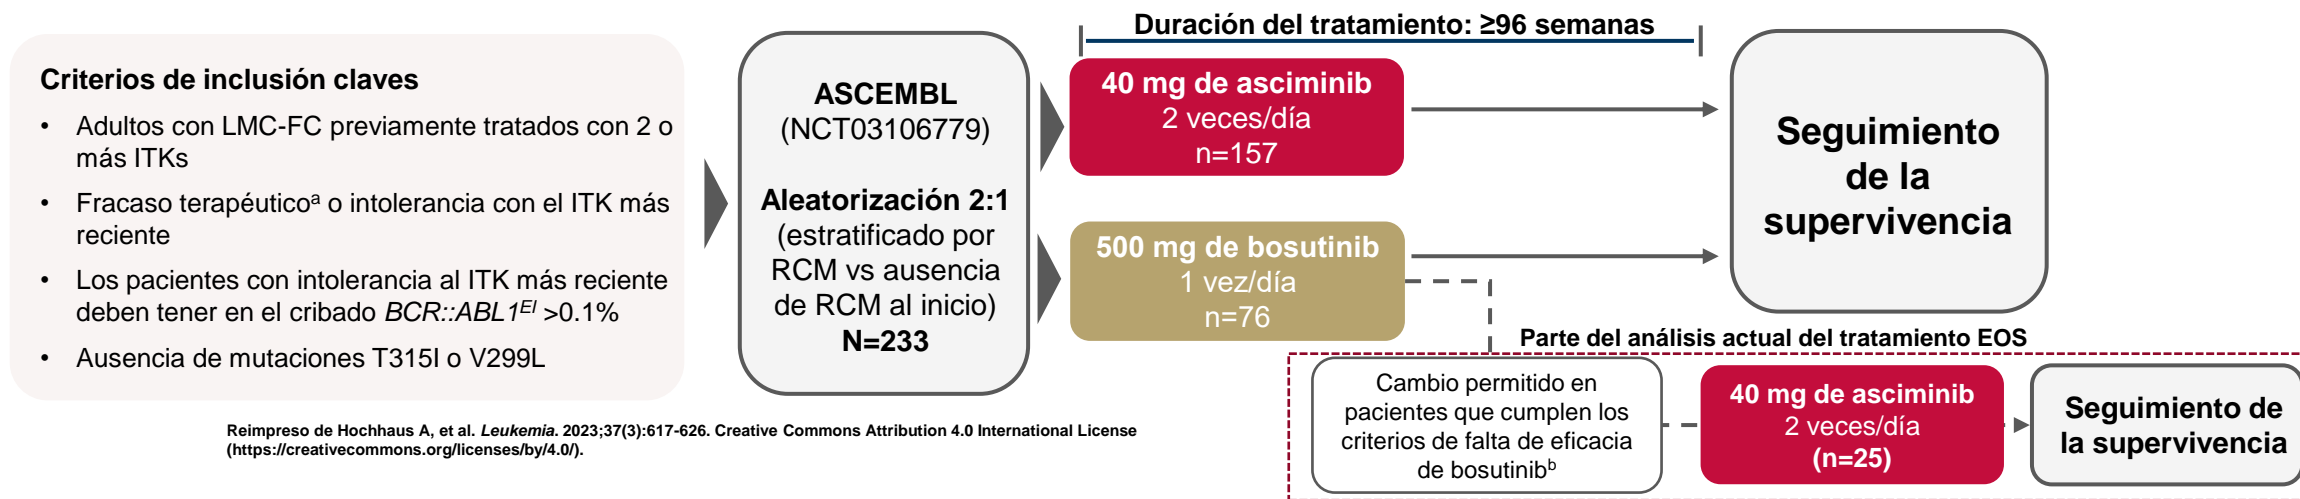 Duración del tratamiento: ≥96 semanas
Criterios de inclusión claves
• Adultos con LMC-FC previamente tratados con 2 o
más ITKs
• Fracaso terapéuticoᵃ o intolerancia con el ITK más
reciente
• Los pacientes con intolerancia al ITK más reciente
deben tener en el cribado BCR::ABL1ᴱᴵ >0.1%
• Ausencia de mutaciones T315I o V299L
ASCEMBL
(NCT03106779)
Aleatorización 2:1
(estratificado por
RCM vs ausencia
de RCM al inicio)
N=233
40 mg de asciminib
2 veces/día
n=157
500 mg de bosutinib
1 vez/día
n=76
Seguimiento
de la
supervivencia
Parte del análisis actual del tratamiento EOS
Cambio permitido en
pacientes que cumplen los
criterios de falta de eficacia
de bosutinibᵇ
40 mg de asciminib
2 veces/día
(n=25)
Seguimiento de
la supervivencia
Reimpreso de Hochhaus A, et al. Leukemia. 2023;37(3):617-626. Creative Commons Attribution 4.0 International License
(https://creativecommons.org/licenses/by/4.0/).